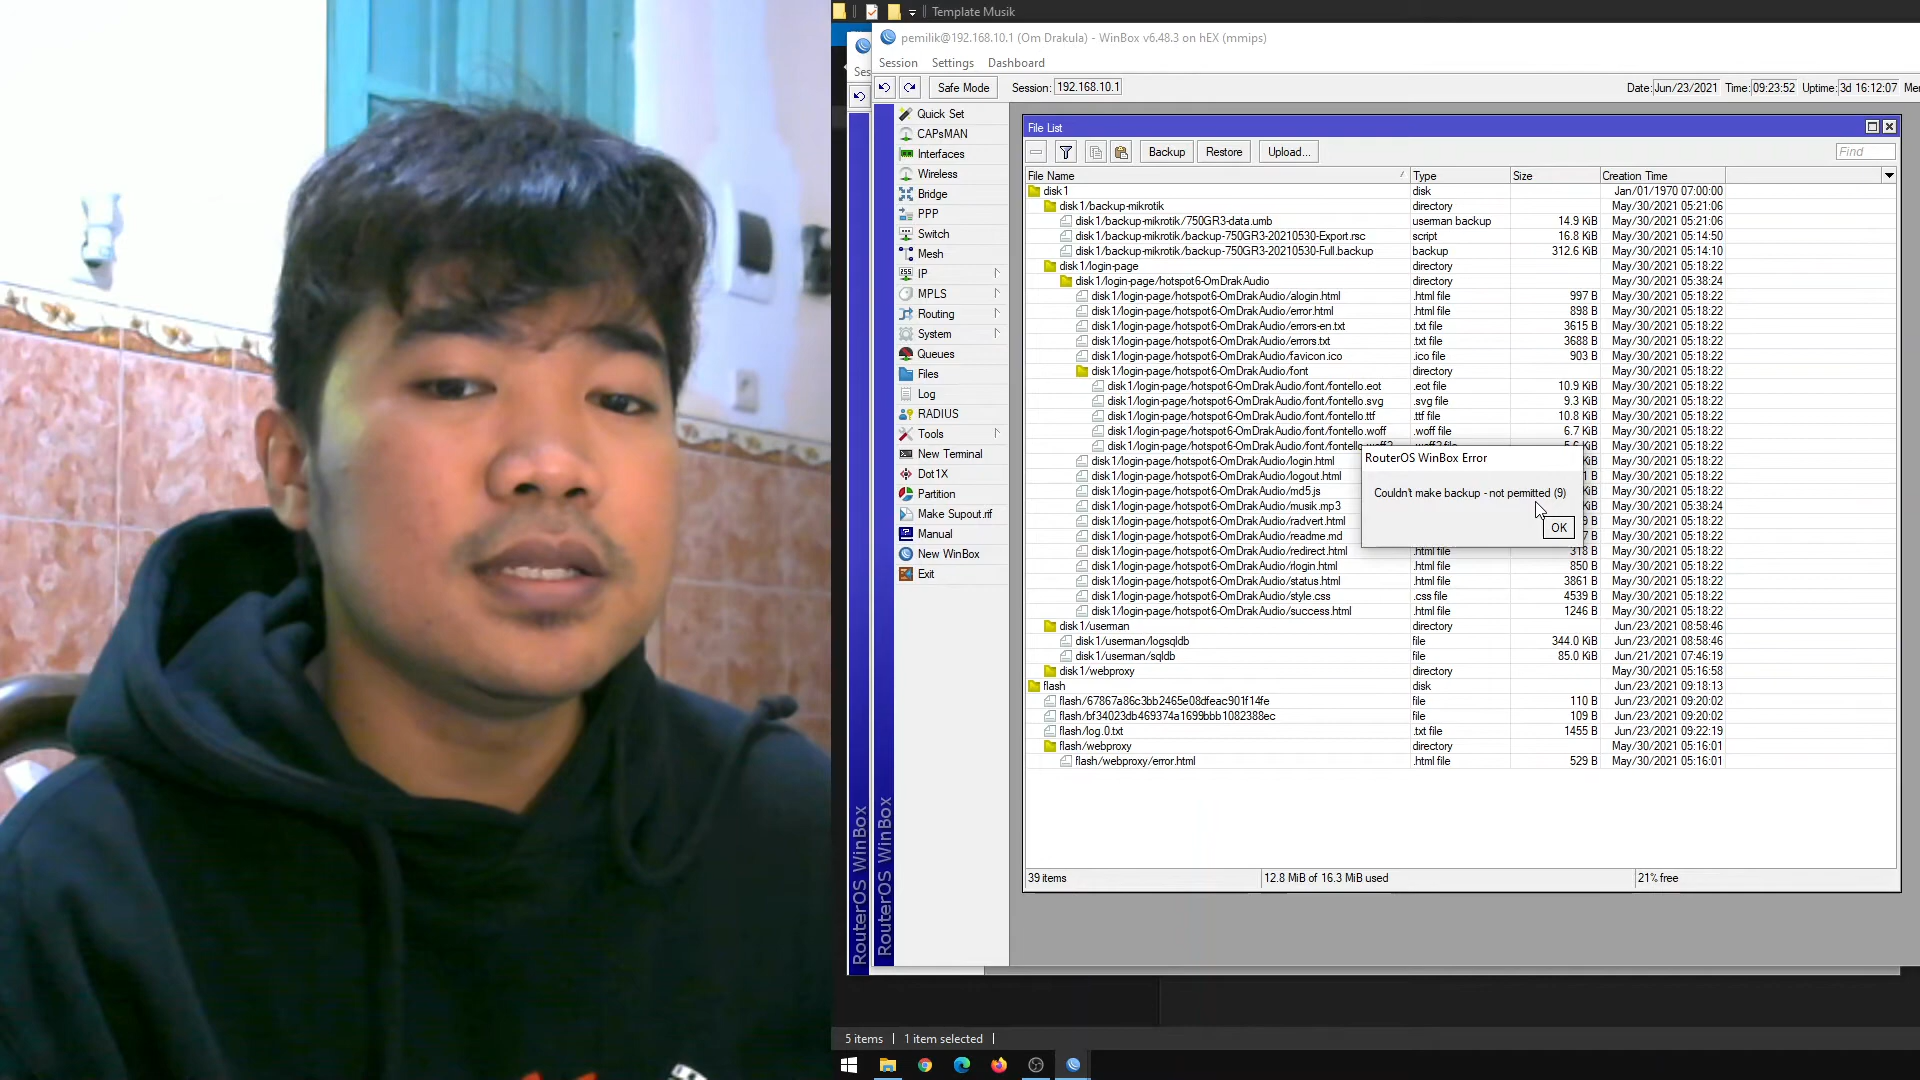 Template Musik
pemilik@192.168.10.1 (Om Drakula) - WinBox v6.48.3 on hEX (mmips)
Session Settings Dashboard
Safe Mode Session: 192.168.10.1 Date: Jun/23/2021 Time: 09:23:52 Uptime: 3d 16:12:07
Quick Set
CAPsMAN
Interfaces
Wireless
Bridge
PPP
Switch
Mesh
IP
MPLS
Routing
System
Queues
Files
Log
RADIUS
Tools
New Terminal
Dot1X
Partition
Make Supout.rif
Manual
New WinBox
Exit
RouterOS WinBox
RouterOS WinBox
File List
Backup Restore Upload... Find
File Name Type Size Creation Time
disk1 disk Jan/01/1970 07:00:00
disk1/backup-mikrotik directory May/30/2021 05:21:06
disk1/backup-mikrotik/750GR3-data.umb userman backup 14.9 KiB May/30/2021 05:21:06
disk1/backup-mikrotik/backup-750GR3-20210530-Export.rsc script 16.8 KiB May/30/2021 05:14:50
disk1/backup-mikrotik/backup-750GR3-20210530-Full.backup backup 312.6 KiB May/30/2021 05:14:10
disk1/login-page directory May/30/2021 05:18:22
disk1/login-page/hotspot6-OmDrakAudio directory May/30/2021 05:38:24
disk1/login-page/hotspot6-OmDrakAudio/alogin.html .html file 997 B May/30/2021 05:18:22
disk1/login-page/hotspot6-OmDrakAudio/error.html .html file 898 B May/30/2021 05:18:22
disk1/login-page/hotspot6-OmDrakAudio/errors-en.txt .txt file 3615 B May/30/2021 05:18:22
disk1/login-page/hotspot6-OmDrakAudio/errors.txt .txt file 3688 B May/30/2021 05:18:22
disk1/login-page/hotspot6-OmDrakAudio/favicon.ico .ico file 903 B May/30/2021 05:18:22
disk1/login-page/hotspot6-OmDrakAudio/font directory May/30/2021 05:18:22
disk1/login-page/hotspot6-OmDrakAudio/font/fontello.eot .eot file 10.9 KiB May/30/2021 05:18:22
disk1/login-page/hotspot6-OmDrakAudio/font/fontello.svg .svg file 9.3 KiB May/30/2021 05:18:22
disk1/login-page/hotspot6-OmDrakAudio/font/fontello.ttf .ttf file 10.8 KiB May/30/2021 05:18:22
disk1/login-page/hotspot6-OmDrakAudio/font/fontello.woff .woff file 6.7 KiB May/30/2021 05:18:22
disk1/login-page/hotspot6-OmDrakAudio/font/fontello.woff2 .woff2 file KiB May/30/2021 05:18:22
disk1/login-page/hotspot6-OmDrakAudio/login.html KiB May/30/2021 05:18:22
disk1/login-page/hotspot6-OmDrakAudio/logout.html B May/30/2021 05:18:22
disk1/login-page/hotspot6-OmDrakAudio/md5.js KiB May/30/2021 05:18:22
disk1/login-page/hotspot6-OmDrakAudio/musik.mp3 KiB May/30/2021 05:38:24
disk1/login-page/hotspot6-OmDrakAudio/radvert.html B May/30/2021 05:18:22
disk1/login-page/hotspot6-OmDrakAudio/readme.md B May/30/2021 05:18:22
disk1/login-page/hotspot6-OmDrakAudio/redirect.html .html file 318 B May/30/2021 05:18:22
disk1/login-page/hotspot6-OmDrakAudio/rlogin.html .html file 850 B May/30/2021 05:18:22
disk1/login-page/hotspot6-OmDrakAudio/status.html .html file 3861 B May/30/2021 05:18:22
disk1/login-page/hotspot6-OmDrakAudio/style.css .css file 4539 B May/30/2021 05:18:22
disk1/login-page/hotspot6-OmDrakAudio/success.html .html file 1246 B May/30/2021 05:18:22
disk1/userman directory Jun/23/2021 08:58:46
disk1/userman/logsqldb file 344.0 KiB Jun/23/2021 08:58:46
disk1/userman/sqldb file 85.0 KiB Jun/21/2021 07:46:19
disk1/webproxy directory May/30/2021 05:16:58
flash disk Jun/23/2021 09:18:13
flash/67867a86c3bb2465e08dfeac901f14fe file 110 B Jun/23/2021 09:20:02
flash/bf34023db469374a1699bbb1082388ec file 109 B Jun/23/2021 09:20:02
flash/log.0.txt .txt file 1455 B Jun/23/2021 09:22:19
flash/webproxy directory May/30/2021 05:16:01
flash/webproxy/error.html .html file 529 B May/30/2021 05:16:01
RouterOS WinBox Error
Couldn't make backup - not permitted (9)
OK
39 items 12.8 MiB of 16.3 MiB used 21% free
5 items 1 item selected